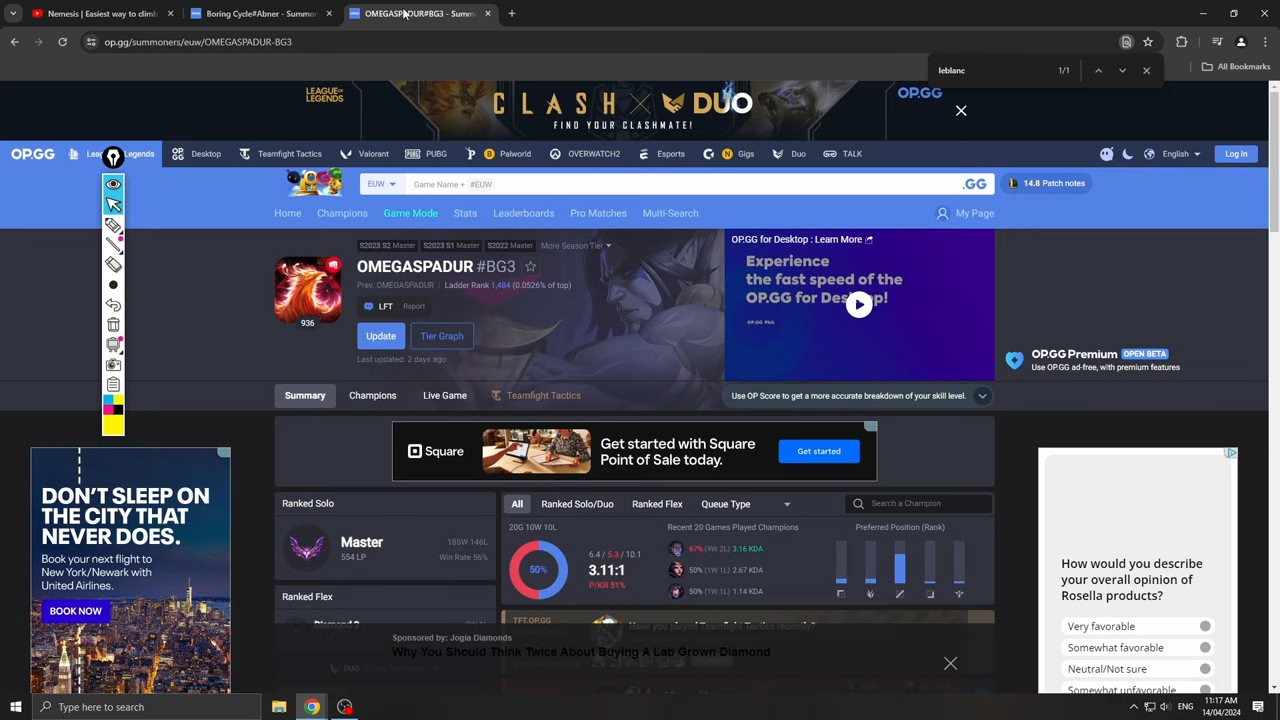 Nemesis | Easiest way to climb
Boring Cycle#Abner - Summo
OMEGASPADUR#BG3 - Summ
op.gg/summoners/euw/OMEGASPADUR-BG3
All Bookmarks
leblanc
1/1
LEAGUE OF
LEGENDS
CLASH X DUO
FIND YOUR CLASHMATE!
OP.GG
OP.GG
Legends
Desktop
Teamfight Tactics
Valorant
PUBG
Palworld
OVERWATCH2
Esports
Gigs
Duo
TALK
English
Log In
EUW
Game Name + #EUW
.GG
14.8 Patch notes
Home
Champions
Game Mode
Stats
Leaderboards
Pro Matches
Multi-Search
My Page
S2023 S2 Master
S2023 S1 Master
S2022 Master
More Season Tier
OMEGASPADUR #BG3
Prev. OMEGASPADUR
Ladder Rank 1,484 (0.0526% of top)
936
LFT
Report
Update
Tier Graph
Last updated: 2 days ago
OP.GG for Desktop : Learn More
Experience
the fast speed of the
OP.GG for Desktop!
OP.GG Premium OPEN BETA
Use OP.GG ad-free, with premium features
Summary
Champions
Live Game
Teamfight Tactics
Use OP Score to get a more accurate breakdown of your skill level.
Square
Get started with Square
Point of Sale today.
Get started
DON'T SLEEP ON
THE CITY THAT
NEVER DOES.
Book your next flight to
New York/Newark with
United Airlines.
BOOK NOW
Ranked Solo
Master
554 LP
185W 146L
Win Rate 56%
Ranked Flex
All
Ranked Solo/Duo
Ranked Flex
Queue Type
Search a Champion
20G 10W 10L
50%
6.4 / 5.3 / 10.1
3.11:1
P/Kill 51%
Recent 20 Games Played Champions
67% (4W 2L) 3.16 KDA
50% (1W 1L) 2.67 KDA
50% (1W 1L) 1.14 KDA
Preferred Position (Rank)
TFT.OP.GG
Have you played Teamfight Tactics recently?
Sponsored by: Jogia Diamonds
Why You Should Think Twice About Buying A Lab Grown Diamond
How would you describe
your overall opinion of
Rosella products?
Very favorable
Somewhat favorable
Neutral/Not sure
Somewhat unfavorable
Type here to search
ENG
11:17 AM
14/04/2024